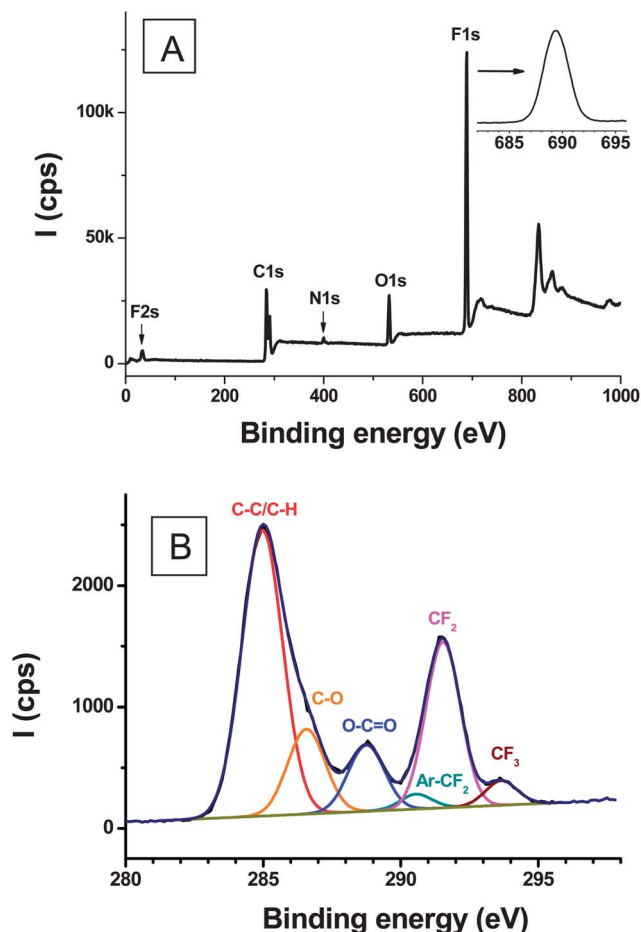 A
F1s
685 690 695
100k
I (cps)
50k
C1s
O1s
N1s
F2s
0
0 200 400 600 800 1000
Binding energy (eV)
B
C-C/C-H
2000
CF₂
I (cps)
1000
C-O
O-C=O
CF₃
Ar-CF₂
0
280 285 290 295
Binding energy (eV)